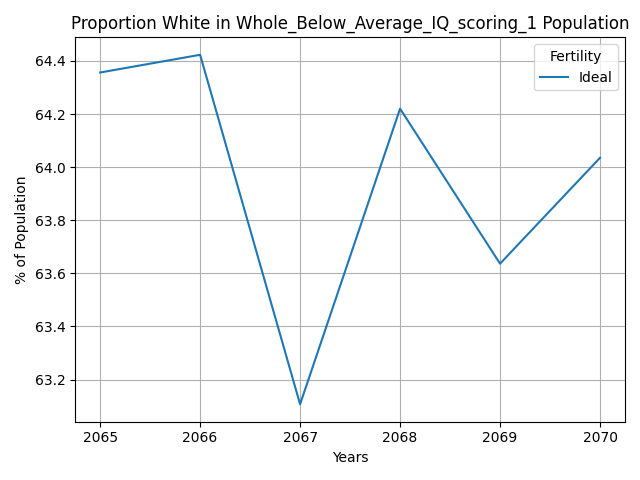 Proportion White in Whole_Below_Average_IQ_scoring_1 Population
Fertility
Ideal
64.4
64.2
64.0
63.8
63.6
63.4
63.2
% of Population
2065 2066 2067 2068 2069 2070
Years